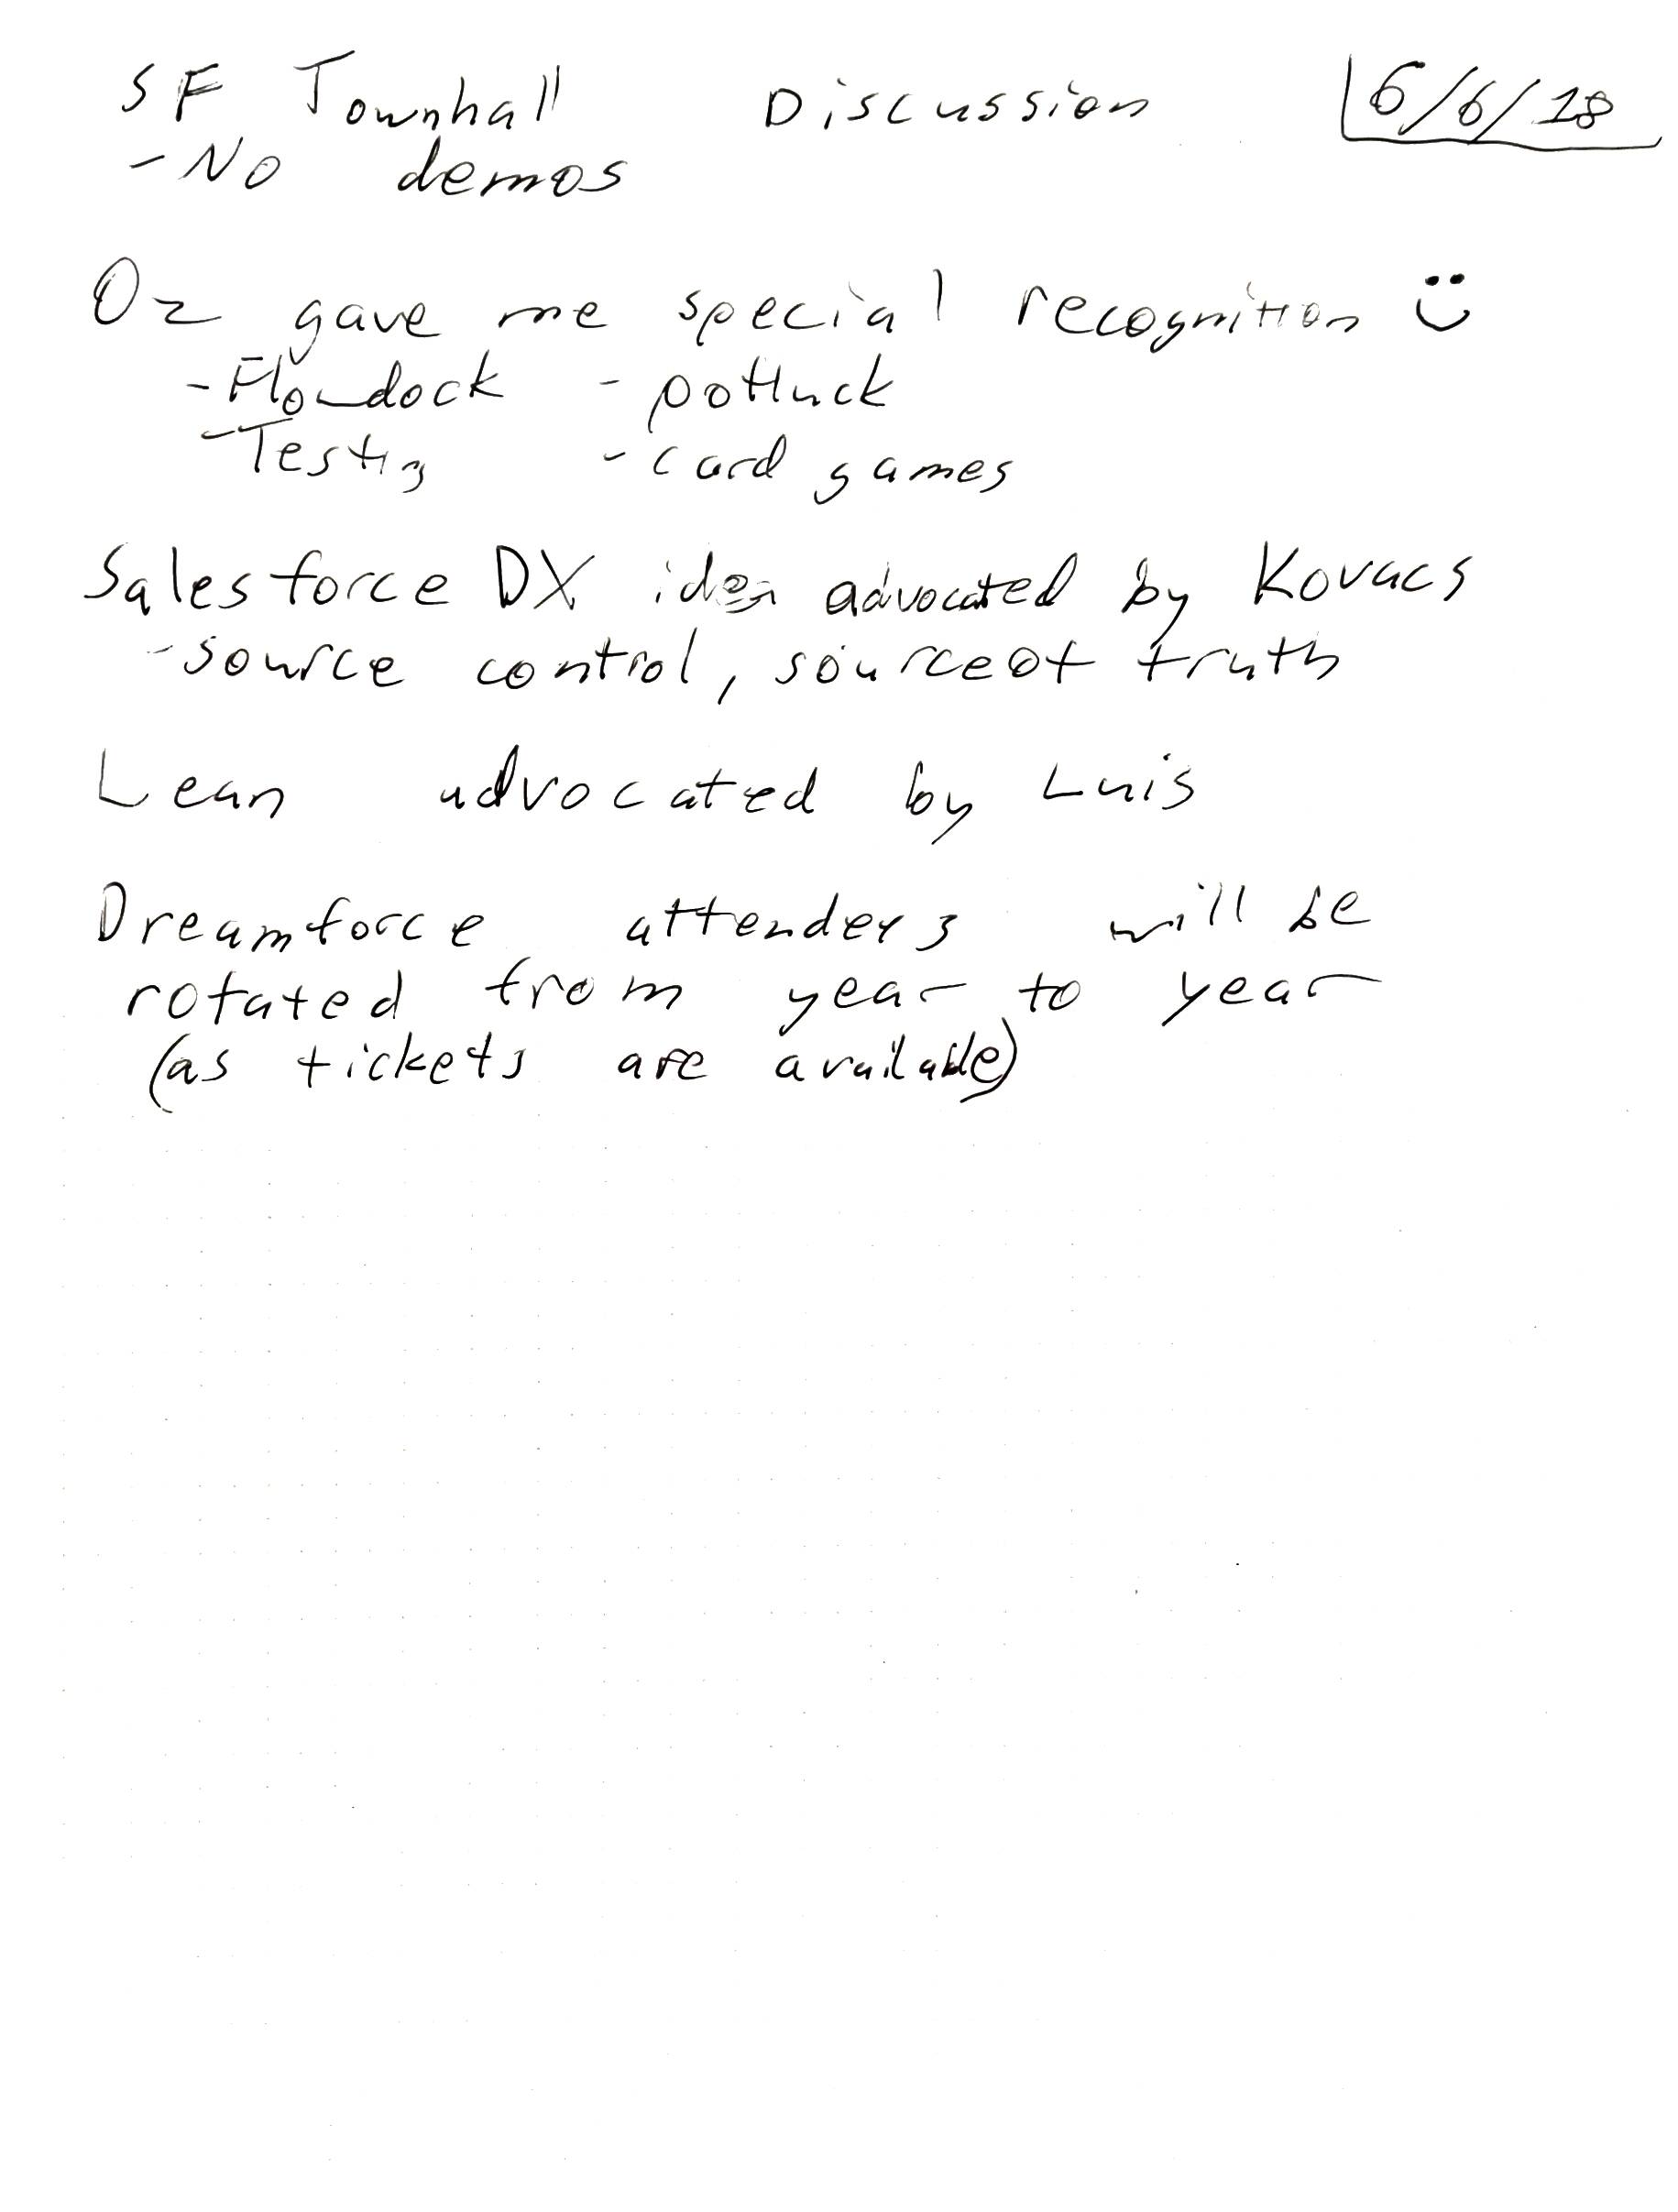 SF Townhall Discussion 6/6/18
- No demos
Oz gave me special recognition ☺
- Flowdock - potluck
- Testing - card games
Salesforce DX idea advocated by Kovacs
- source control, source of truth
Lean advocated by Luis
Dreamforce attenders will be
rotated from year to year
(as tickets are available)